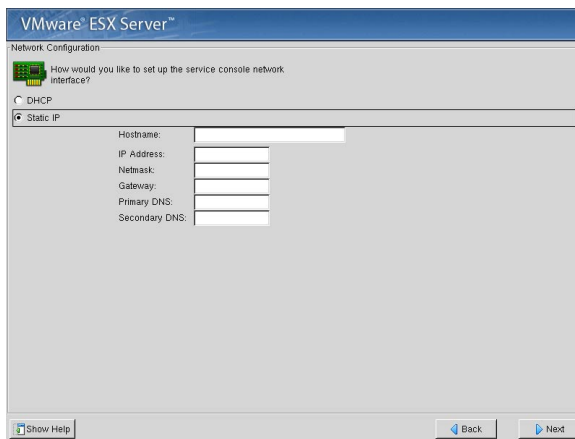 VMware® ESX Server™
Network Configuration
How would you like to set up the service console network
interface?
DHCP
Static IP
Hostname:
IP Address:
Netmask:
Gateway:
Primary DNS:
Secondary DNS:
Show Help
Back
Next